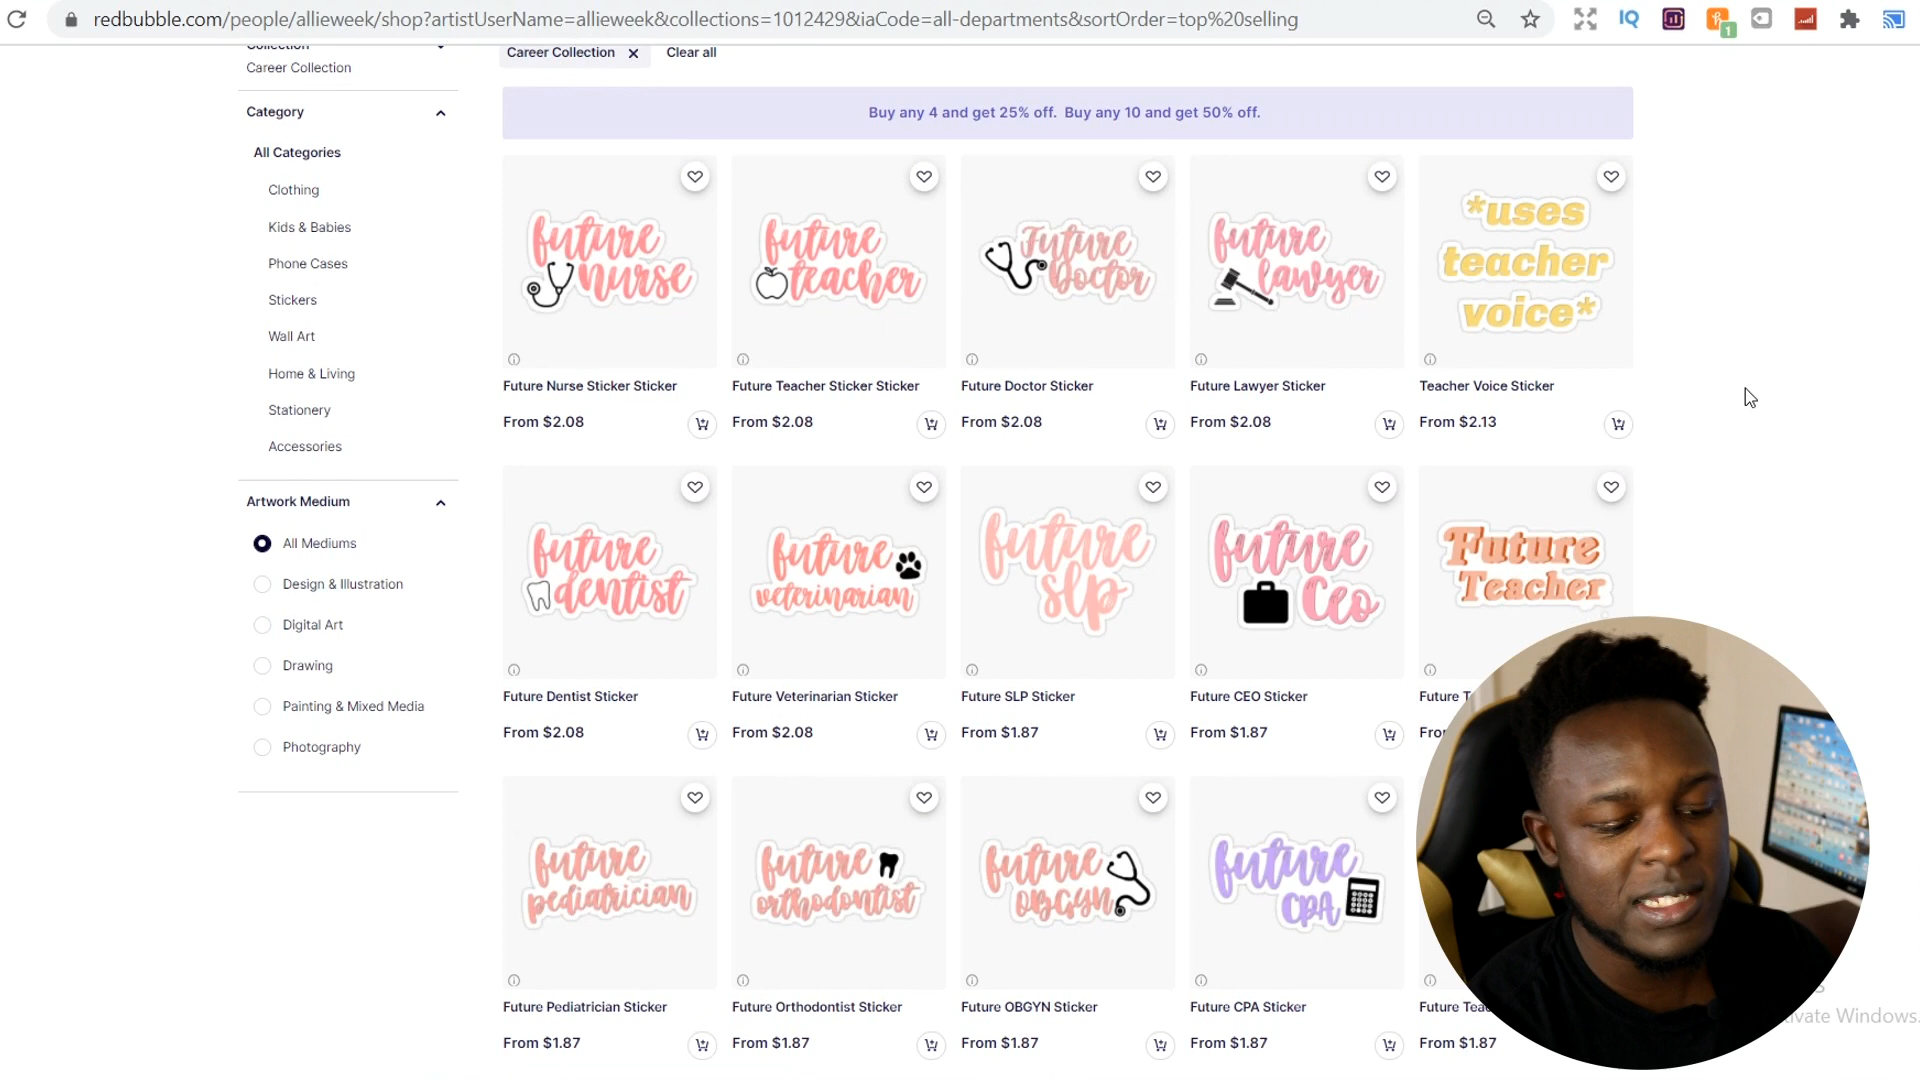 redbubble.com/people/allieweek/shop?artistUserName=allieweek&collections=1012429&iaCode=all-departments&sortOrder=top%20selling
IQ
1
Collection
Career Collection
Category
All Categories
Clothing
Kids & Babies
Phone Cases
Stickers
Wall Art
Home & Living
Stationery
Accessories
Artwork Medium
All Mediums
Design & Illustration
Digital Art
Drawing
Painting & Mixed Media
Photography
Career Collection
Clear all
Buy any 4 and get 25% off. Buy any 10 and get 50% off.
future
nurse
future
teacher
Future
Doctor
future
lawyer
*uses
teacher
voice*
Future Nurse Sticker Sticker
Future Teacher Sticker Sticker
Future Doctor Sticker
Future Lawyer Sticker
Teacher Voice Sticker
From $2.08
From $2.08
From $2.08
From $2.08
From $2.13
future
dentist
future
veterinarian
future
slp
future
Ceo
Future
Teacher
Future Dentist Sticker
Future Veterinarian Sticker
Future SLP Sticker
Future CEO Sticker
Future T
From $2.08
From $2.08
From $1.87
From $1.87
Fro
future
pediatrician
future
orthodontist
future
OBGYN
future
CPA
Future Pediatrician Sticker
Future Orthodontist Sticker
Future OBGYN Sticker
Future CPA Sticker
Future Tea
From $1.87
From $1.87
From $1.87
From $1.87
From $1.87
ivate Windows.